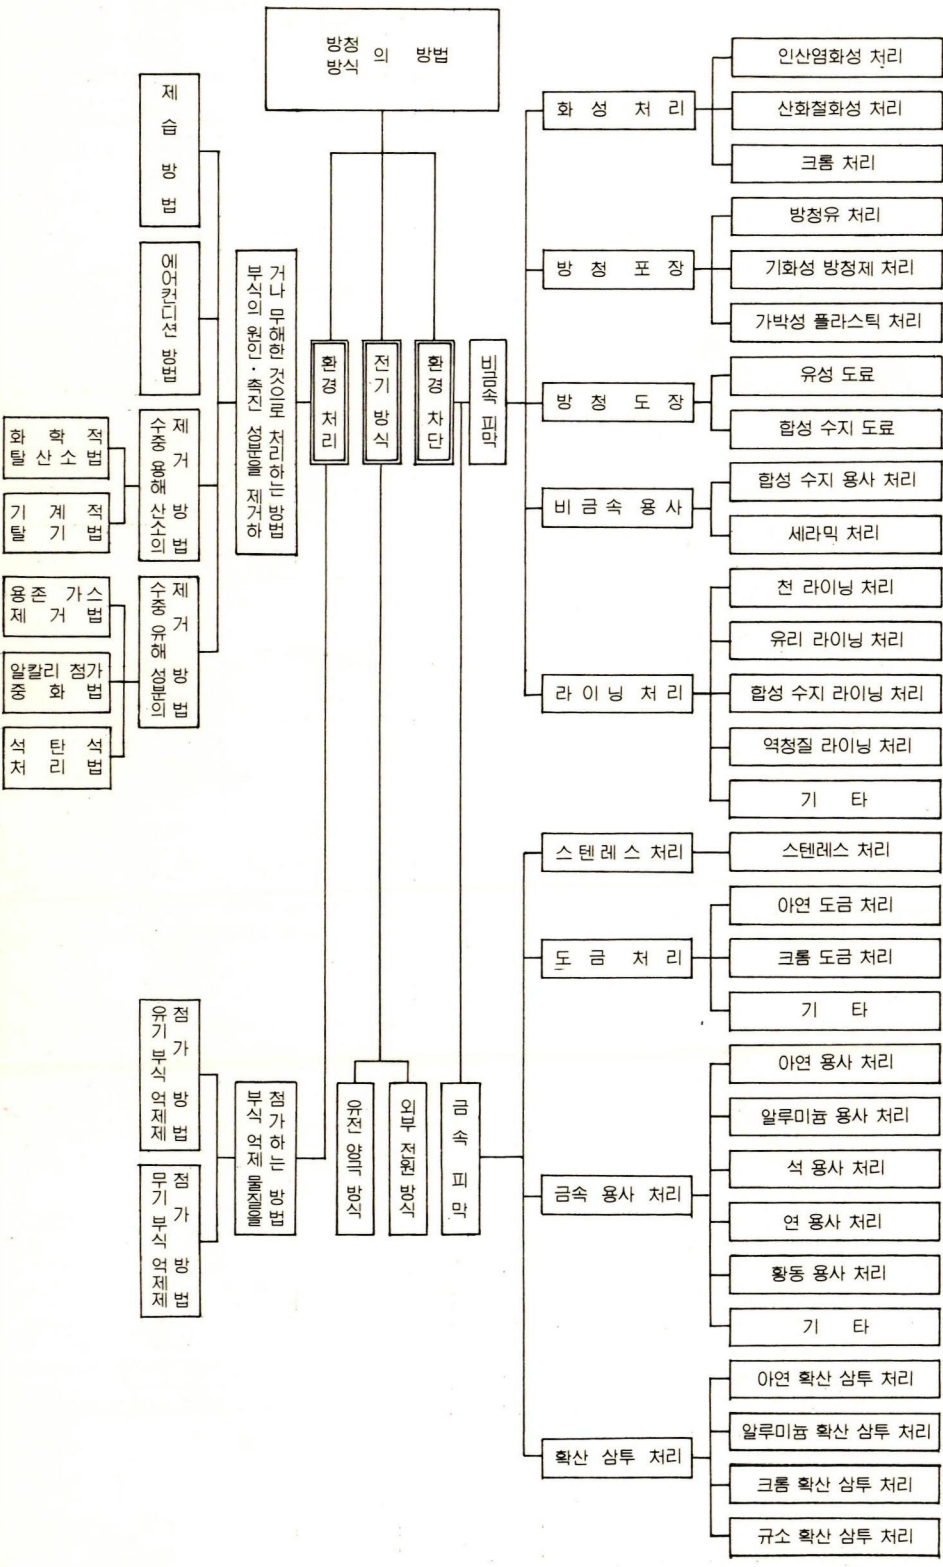 방청
방식 의 방법
환경 처리
전기 방식
환경 차단
부식의 원인·촉진 성분을 제거하
거나 무해한 것으로 처리하는 방법
제습 방법
에어컨디션 방법
수중 용해 산소의
제거 방법
화학적
탈산소법
기계적
탈기법
수중 유해 성분의
제거 방법
용존 가스
제거법
알칼리 첨가
중화법
석탄석
처리법
부식 억제 물질을
첨가하는 방법
유기 부식 억제제
첨가 방법
무기 부식 억제제
첨가 방법
유전 양극 방식
외부 전원 방식
비금속 피막
화성 처리
인산염화성 처리
산화철화성 처리
크롬 처리
방청 포장
방청유 처리
기화성 방청제 처리
가박성 플라스틱 처리
방청 도장
유성 도료
합성 수지 도료
비금속 용사
합성 수지 용사 처리
세라믹 처리
라이닝 처리
천 라이닝 처리
유리 라이닝 처리
합성 수지 라이닝 처리
역청질 라이닝 처리
기 타
금속 피막
스텐레스 처리
스텐레스 처리
도금 처리
아연 도금 처리
크롬 도금 처리
기 타
금속 용사 처리
아연 용사 처리
알루미늄 용사 처리
석 용사 처리
연 용사 처리
황동 용사 처리
기 타
확산 삼투 처리
아연 확산 삼투 처리
알루미늄 확산 삼투 처리
크롬 확산 삼투 처리
규소 확산 삼투 처리